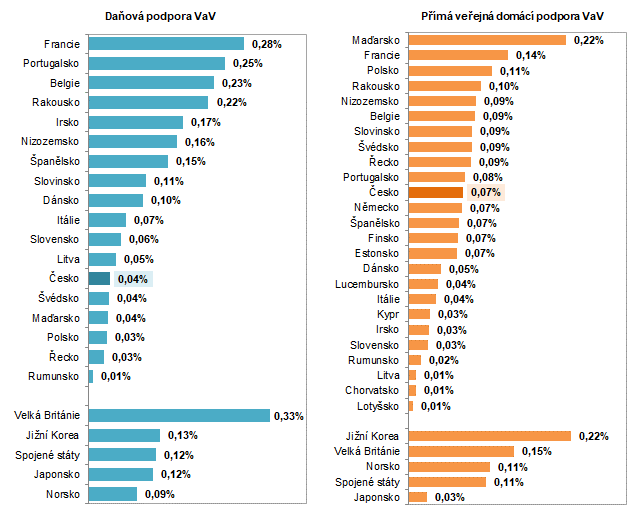 Daňová podpora VaV
Francie 0,28%
Portugalsko 0,25%
Belgie 0,23%
Rakousko 0,22%
Irsko 0,17%
Nizozemsko 0,16%
Španělsko 0,15%
Slovinsko 0,11%
Dánsko 0,10%
Itálie 0,07%
Slovensko 0,06%
Litva 0,05%
Česko 0,04%
Švédsko 0,04%
Maďarsko 0,04%
Polsko 0,03%
Řecko 0,03%
Rumunsko 0,01%
Velká Británie 0,33%
Jižní Korea 0,13%
Spojené státy 0,12%
Japonsko 0,12%
Norsko 0,09%
Přímá veřejná domácí podpora VaV
Maďarsko 0,22%
Francie 0,14%
Polsko 0,11%
Rakousko 0,10%
Nizozemsko 0,09%
Belgie 0,09%
Slovinsko 0,09%
Švédsko 0,09%
Řecko 0,09%
Portugalsko 0,08%
Česko 0,07%
Německo 0,07%
Španělsko 0,07%
Finsko 0,07%
Estonsko 0,07%
Dánsko 0,05%
Lucembursko 0,04%
Itálie 0,04%
Kypr 0,03%
Irsko 0,03%
Slovensko 0,03%
Rumunsko 0,02%
Litva 0,01%
Chorvatsko 0,01%
Lotyšsko 0,01%
Jižní Korea 0,22%
Velká Británie 0,15%
Norsko 0,11%
Spojené státy 0,11%
Japonsko 0,03%